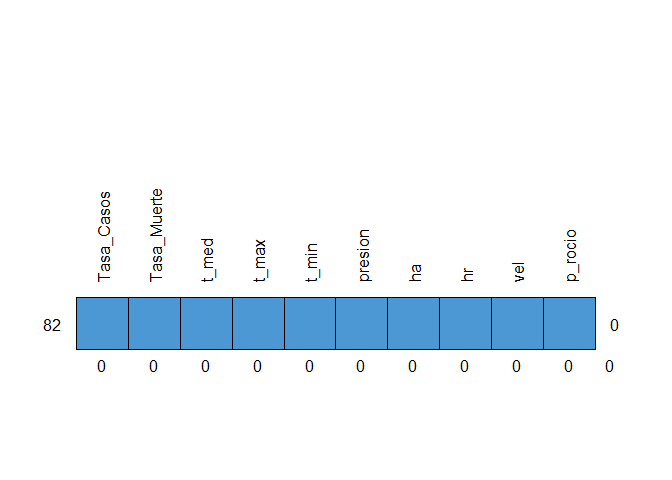 Tasa_Casos Tasa_Muerte t_med t_max t_min presion ha hr vel p_rocio
82 0
0 0 0 0 0 0 0 0 0 0 0